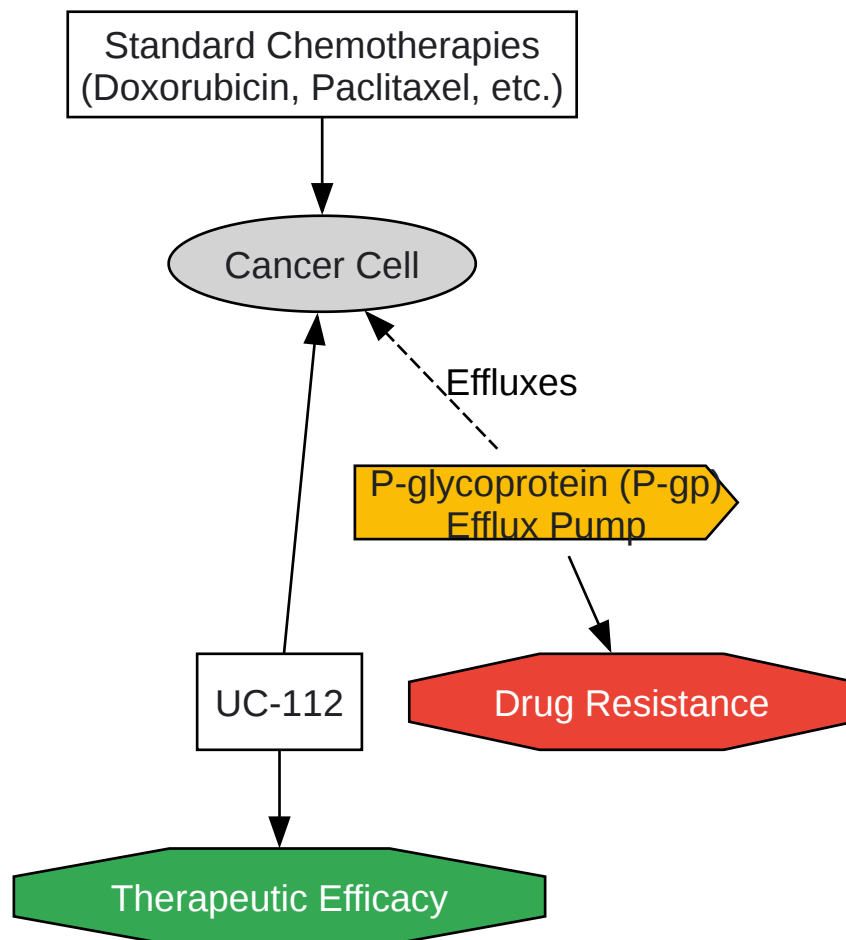 Standard Chemotherapies
(Doxorubicin, Paclitaxel, etc.)
Cancer Cell
Effluxes
P-glycoprotein (P-gp)
Efflux Pump
UC-112
Drug Resistance
Therapeutic Efficacy